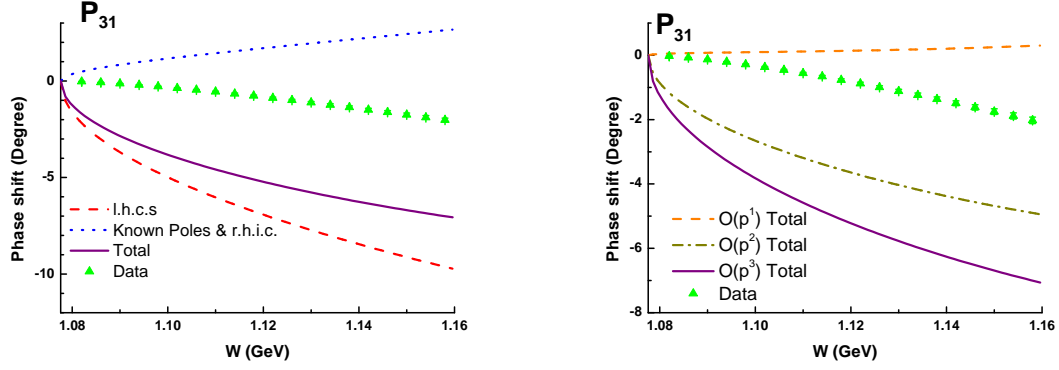 P31
5
0
-5
-10
Phase shift (Degree)
l.h.c.s
Known Poles & r.h.i.c.
Total
Data
1.08
1.10
1.12
1.14
1.16
W (GeV)
P31
0
-2
-4
-6
-8
Phase shift (Degree)
O(p¹) Total
O(p²) Total
O(p³) Total
Data
1.08
1.10
1.12
1.14
1.16
W (GeV)